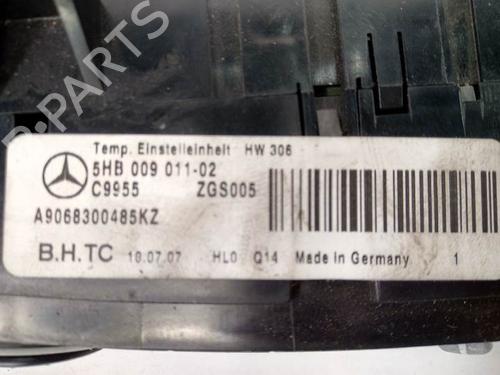 B-PARTS
Temp. Einstelleinheit HW 306
5HB 009 011-02
C9955 ZGS005
A9068300485KZ
B.H.TC 18.07.07 HL0 Q14 Made in Germany 1